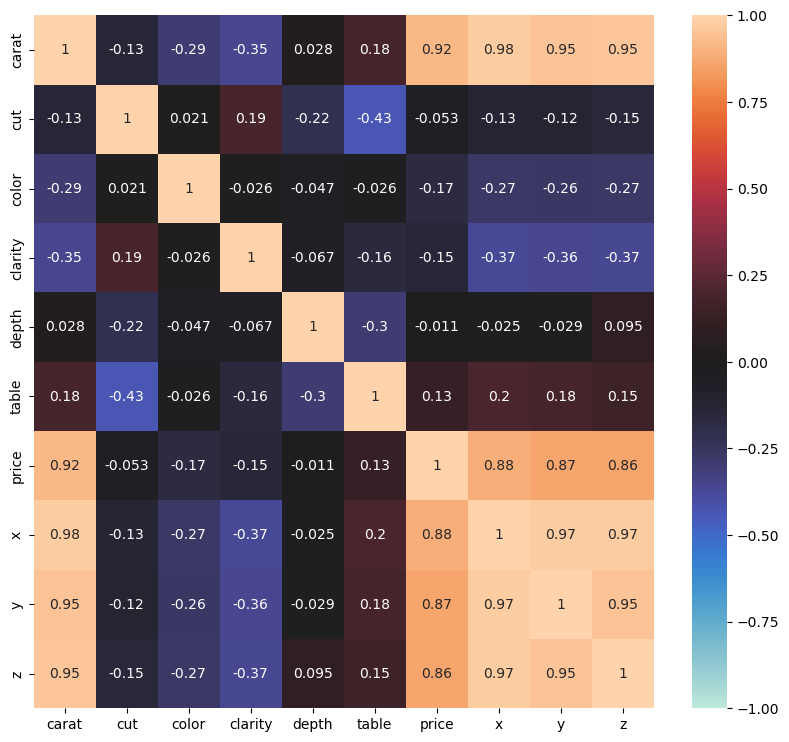 carat 1 -0.13 -0.29 -0.35 0.028 0.18 0.92 0.98 0.95 0.95
cut -0.13 1 0.021 0.19 -0.22 -0.43 -0.053 -0.13 -0.12 -0.15
color -0.29 0.021 1 -0.026 -0.047 -0.026 -0.17 -0.27 -0.26 -0.27
clarity -0.35 0.19 -0.026 1 -0.067 -0.16 -0.15 -0.37 -0.36 -0.37
depth 0.028 -0.22 -0.047 -0.067 1 -0.3 -0.011 -0.025 -0.029 0.095
table 0.18 -0.43 -0.026 -0.16 -0.3 1 0.13 0.2 0.18 0.15
price 0.92 -0.053 -0.17 -0.15 -0.011 0.13 1 0.88 0.87 0.86
x 0.98 -0.13 -0.27 -0.37 -0.025 0.2 0.88 1 0.97 0.97
y 0.95 -0.12 -0.26 -0.36 -0.029 0.18 0.87 0.97 1 0.95
z 0.95 -0.15 -0.27 -0.37 0.095 0.15 0.86 0.97 0.95 1
carat cut color clarity depth table price x y z
1.00
0.75
0.50
0.25
0.00
−0.25
−0.50
−0.75
−1.00